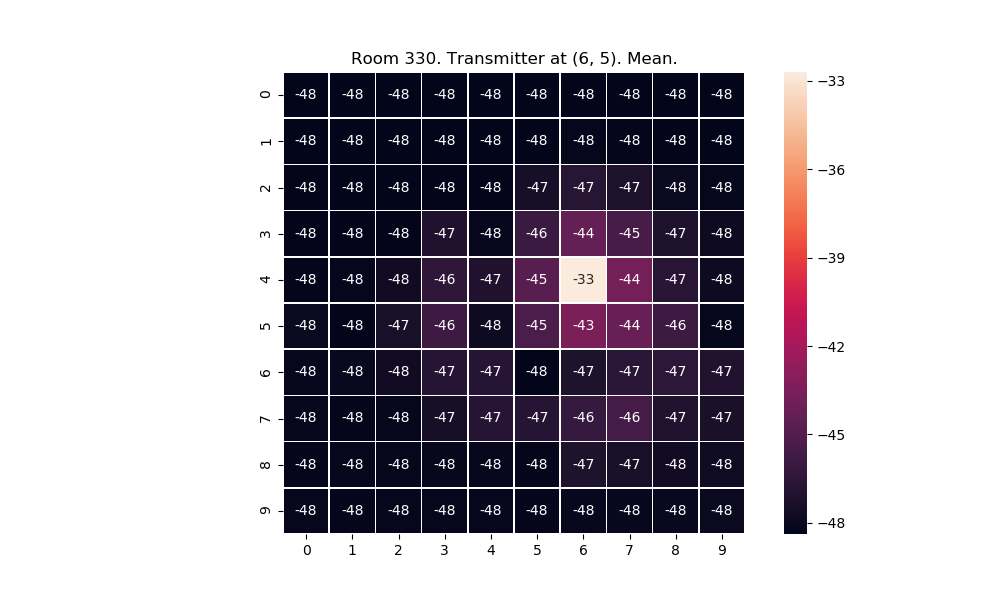 Room 330. Transmitter at (6, 5). Mean.
0 -48 -48 -48 -48 -48 -48 -48 -48 -48 -48
1 -48 -48 -48 -48 -48 -48 -48 -48 -48 -48
2 -48 -48 -48 -48 -48 -47 -47 -47 -48 -48
3 -48 -48 -48 -47 -48 -46 -44 -45 -47 -48
4 -48 -48 -48 -46 -47 -45 -33 -44 -47 -48
5 -48 -48 -47 -46 -48 -45 -43 -44 -46 -48
6 -48 -48 -48 -47 -47 -48 -47 -47 -47 -47
7 -48 -48 -48 -47 -47 -47 -46 -46 -47 -47
8 -48 -48 -48 -48 -48 -48 -47 -47 -48 -48
9 -48 -48 -48 -48 -48 -48 -48 -48 -48 -48
0 1 2 3 4 5 6 7 8 9
−33
−36
−39
−42
−45
−48